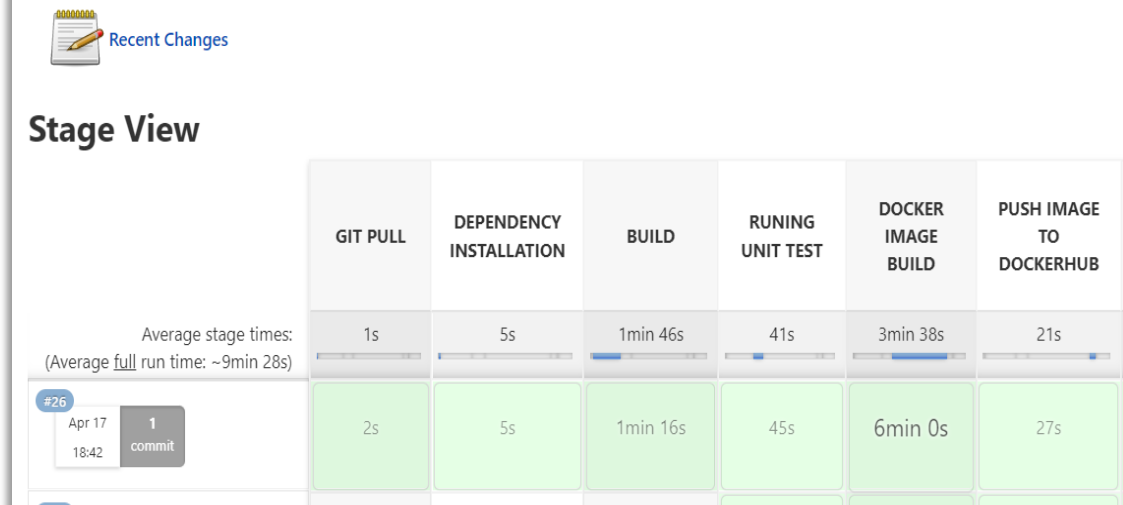 Recent Changes
Stage View
GIT PULL
DEPENDENCY
INSTALLATION
BUILD
RUNING
UNIT TEST
DOCKER
IMAGE
BUILD
PUSH IMAGE
TO
DOCKERHUB
Average stage times:
(Average full run time: ~9min 28s)
1s
5s
1min 46s
41s
3min 38s
21s
#26
Apr 17
18:42
1
commit
2s
5s
1min 16s
45s
6min 0s
27s